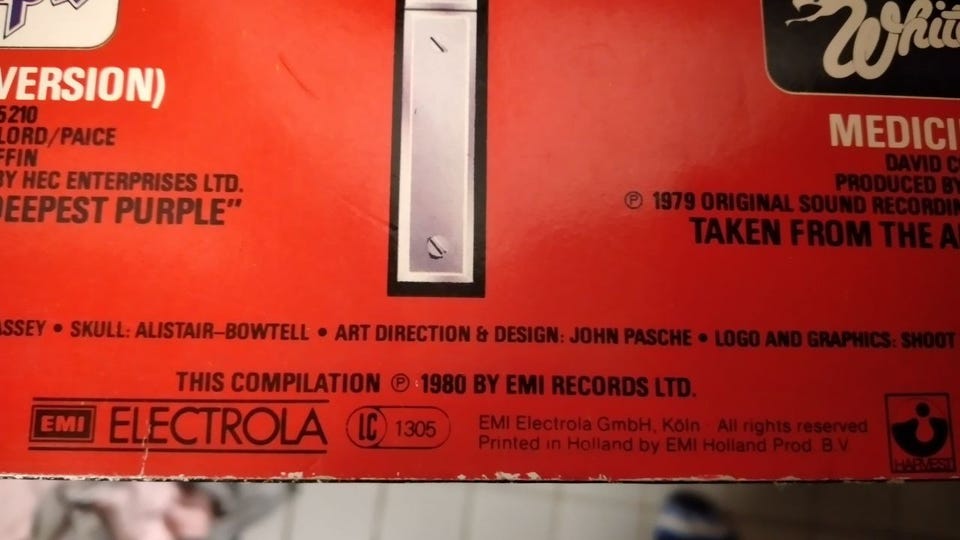 VERSION)
5210
LORD/PAICE
FFIN
BY HEC ENTERPRISES LTD.
DEEPEST PURPLE"
White
MEDICI
DAVID C
PRODUCED BY
℗ 1979 ORIGINAL SOUND RECORDIN
TAKEN FROM THE A
ASSEY • SKULL: ALISTAIR–BOWTELL • ART DIRECTION & DESIGN: JOHN PASCHE • LOGO AND GRAPHICS: SHOOT
THIS COMPILATION ℗ 1980 BY EMI RECORDS LTD.
EMI ELECTROLA LC 1305
EMI Electrola GmbH, Köln · All rights reserved
Printed in Holland by EMI Holland Prod. B.V.
HARVEST